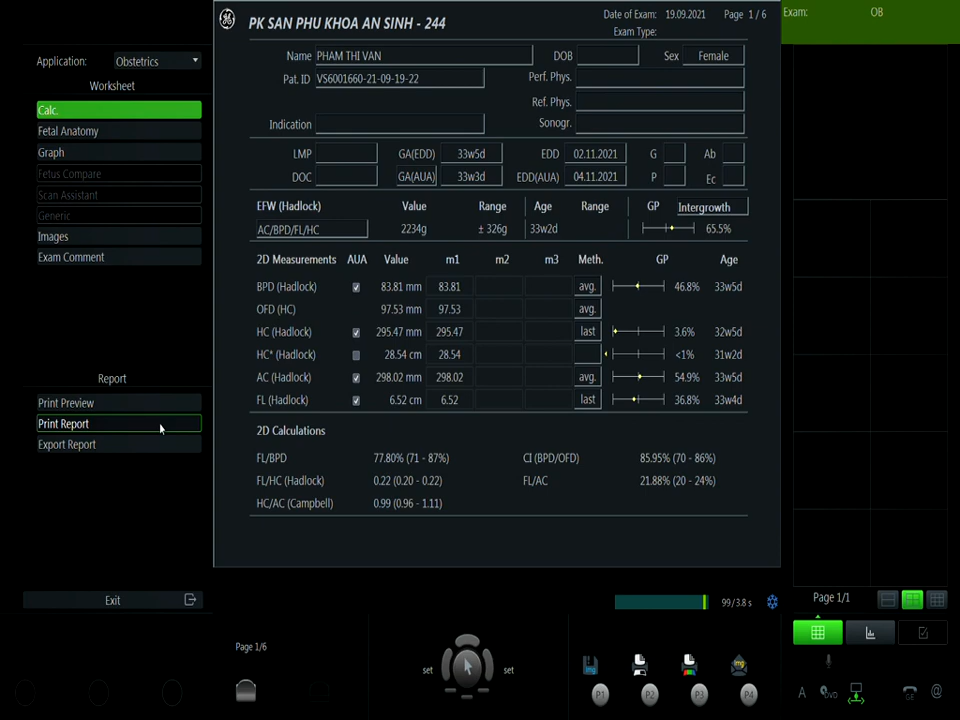 PK SAN PHU KHOA AN SINH - 244
Date of Exam: 19.09.2021 Page 1 / 6
Exam Type:
Exam: OB
Application: Obstetrics
Worksheet
Calc.
Fetal Anatomy
Graph
Fetus Compare
Scan Assistant
Generic
Images
Exam Comment
Report
Print Preview
Print Report
Export Report
Exit
Name PHAM THI VAN DOB Sex Female
Pat. ID VS6001660-21-09-19-22 Perf. Phys.
Ref. Phys.
Indication Sonogr.
LMP GA(EDD) 33w5d EDD 02.11.2021 G Ab
DOC GA(AUA) 33w3d EDD(AUA) 04.11.2021 P Ec
EFW (Hadlock) Value Range Age Range GP Intergrowth
AC/BPD/FL/HC 2234g ± 326g 33w2d 65.5%
2D Measurements AUA Value m1 m2 m3 Meth. GP Age
BPD (Hadlock) 83.81 mm 83.81 avg. 46.8% 33w5d
OFD (HC) 97.53 mm 97.53 avg.
HC (Hadlock) 295.47 mm 295.47 last 3.6% 32w5d
HC* (Hadlock) 28.54 cm 28.54 <1% 31w2d
AC (Hadlock) 298.02 mm 298.02 avg. 54.9% 33w5d
FL (Hadlock) 6.52 cm 6.52 last 36.8% 33w4d
2D Calculations
FL/BPD 77.80% (71 - 87%) CI (BPD/OFD) 85.95% (70 - 86%)
FL/HC (Hadlock) 0.22 (0.20 - 0.22) FL/AC 21.88% (20 - 24%)
HC/AC (Campbell) 0.99 (0.96 - 1.11)
99/3.8 s
Page 1/1
Page 1/6
set set
Img
P1 P2 P3 P4
A DVD @